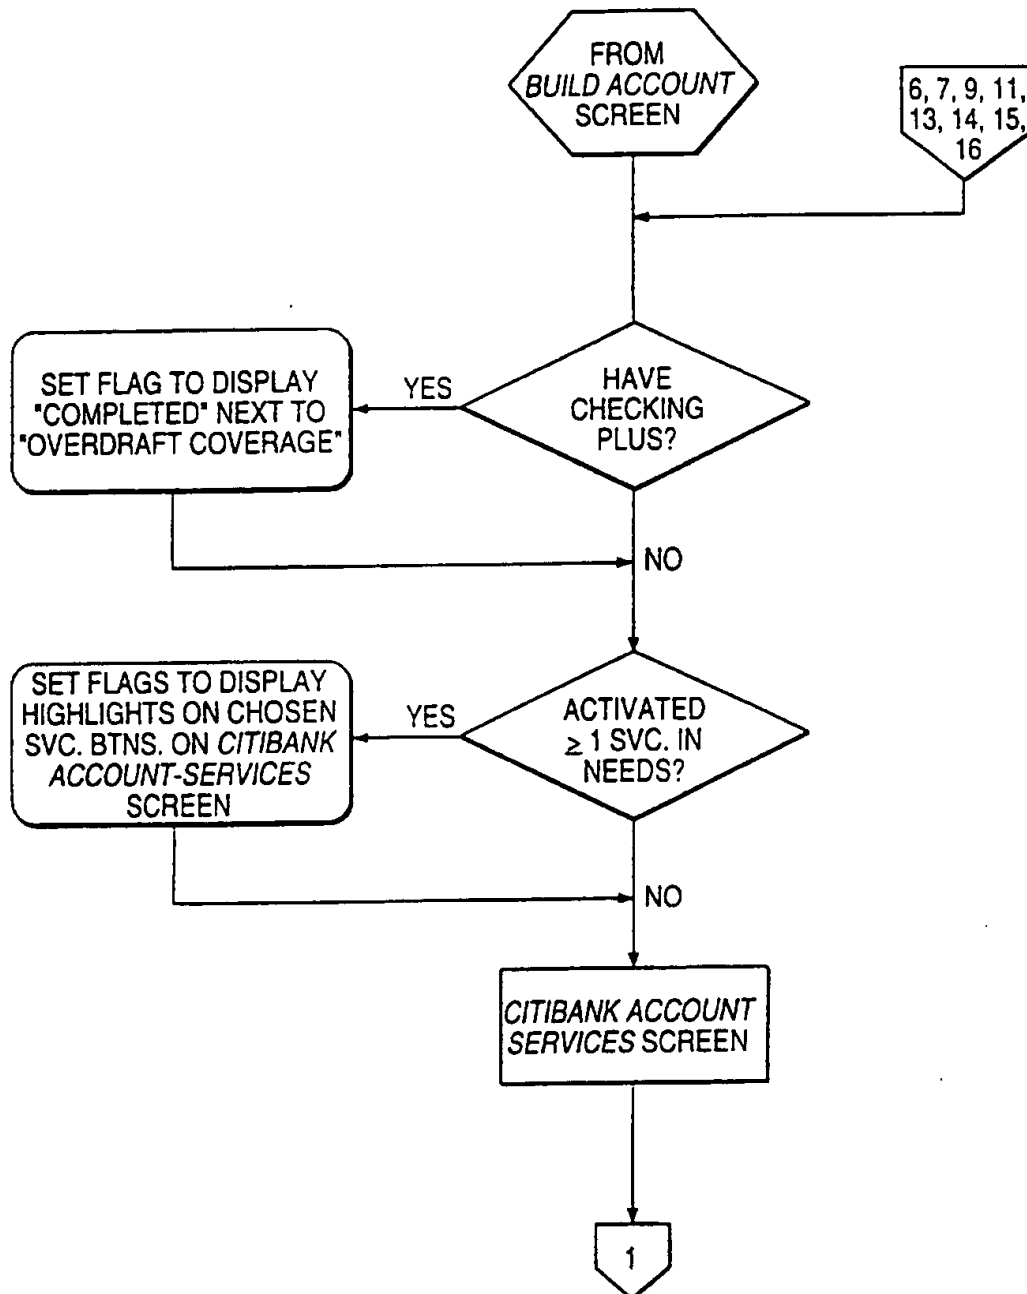 FROM
BUILD ACCOUNT
SCREEN
6, 7, 9, 11,
13, 14, 15,
16
HAVE
CHECKING
PLUS?
YES
SET FLAG TO DISPLAY
"COMPLETED" NEXT TO
"OVERDRAFT COVERAGE"
NO
ACTIVATED
≥ 1 SVC. IN
NEEDS?
YES
SET FLAGS TO DISPLAY
HIGHLIGHTS ON CHOSEN
SVC. BTNS. ON CITIBANK
ACCOUNT-SERVICES
SCREEN
NO
CITIBANK ACCOUNT
SERVICES SCREEN
1